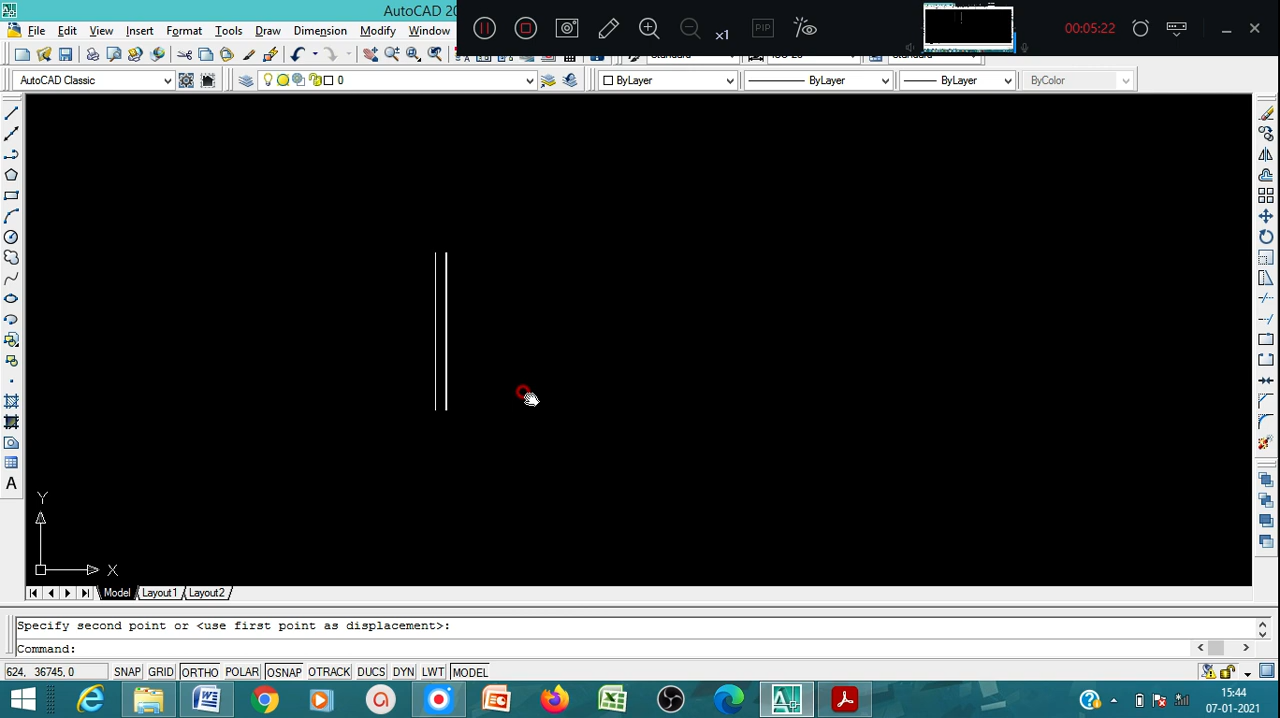 AutoCAD 20
File Edit View Insert Format Tools Draw Dimension Modify Window
x1
PIP
00:05:22
AutoCAD Classic
0
ByLayer
ByLayer
ByLayer
ByColor
A
Y
X
Model Layout1 Layout2
Specify second point or <use first point as displacement>:
Command:
624, 36745, 0 SNAP GRID ORTHO POLAR OSNAP OTRACK DUCS DYN LWT MODEL
15:44
07-01-2021